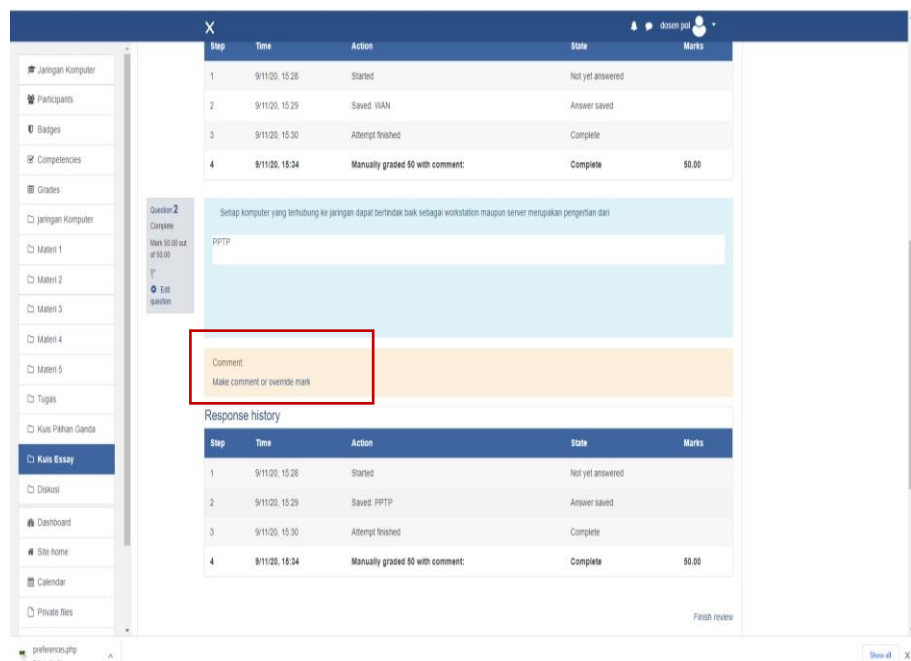 X
dosen pol
Jaringan Komputer
Participants
Badges
Competencies
Grades
jaringan Komputer
Materi 1
Materi 2
Materi 3
Materi 4
Materi 5
Tugas
Kuis Pilihan Ganda
Kuis Essay
Diskusi
Dashboard
Site home
Calendar
Private files
Step Time Action State Marks
1 9/11/20, 15:28 Started Not yet answered
2 9/11/20, 15:29 Saved: WAN Answer saved
3 9/11/20, 15:30 Attempt finished Complete
4 9/11/20, 15:34 Manually graded 50 with comment: Complete 50.00
Question 2
Complete
Mark 50.00 out
of 50.00
Edit
question
Setiap komputer yang terhubung ke jaringan dapat bertindak baik sebagai workstation maupun server merupakan pengertian dari
PPTP
Comment:
Make comment or override mark
Response history
Step Time Action State Marks
1 9/11/20, 15:28 Started Not yet answered
2 9/11/20, 15:29 Saved: PPTP Answer saved
3 9/11/20, 15:30 Attempt finished Complete
4 9/11/20, 15:34 Manually graded 50 with comment: Complete 50.00
Finish review
preferences.php
Show all X